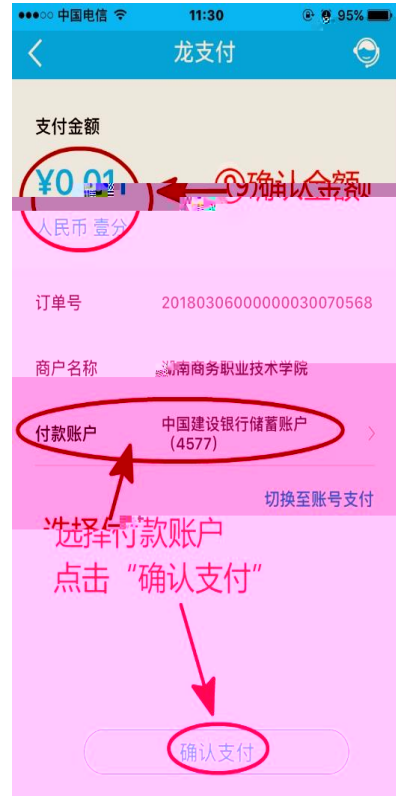 中国电信 11:30 95%
龙支付
支付金额
¥0.01 ⑨确认金额
人民币 壹分
订单号 20180306000000030070568
商户名称 湖南商务职业技术学院
付款账户 中国建设银行储蓄账户
（4577）
切换至账号支付
选择付款账户
点击“确认支付”
确认支付